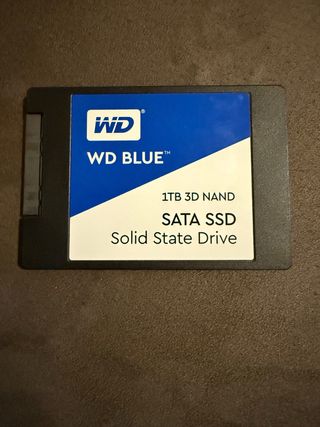 WD®
WD BLUE™
1TB 3D NAND
SATA SSD
Solid State Drive